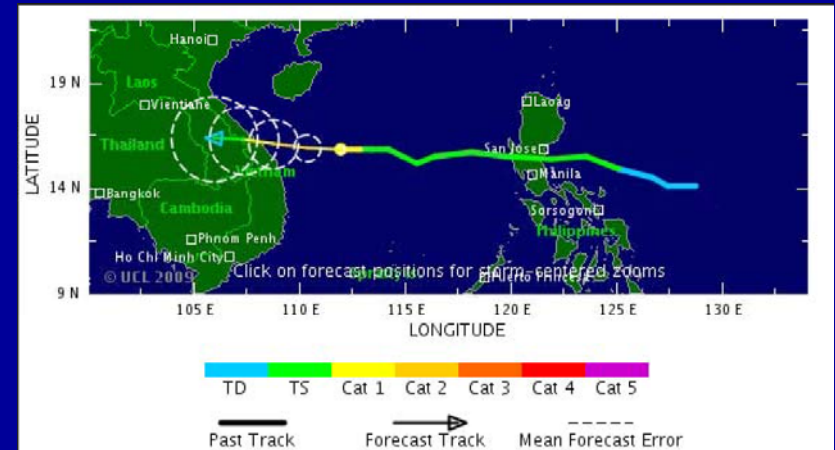 Hanoi
19 N
Laos
Laoag
Vientiane
Thailand
San Jose
LATITUDE
Manila
14 N
Bangkok
Cambodia
Sorsogon
Philippines
Phnom Penh
Ho Chi Minh City
Click on forecast positions for storm-centered zooms
© UCL 2009
9 N
105 E 110 E 115 E 120 E 125 E 130 E
LONGITUDE
TD TS Cat 1 Cat 2 Cat 3 Cat 4 Cat 5
Past Track Forecast Track Mean Forecast Error